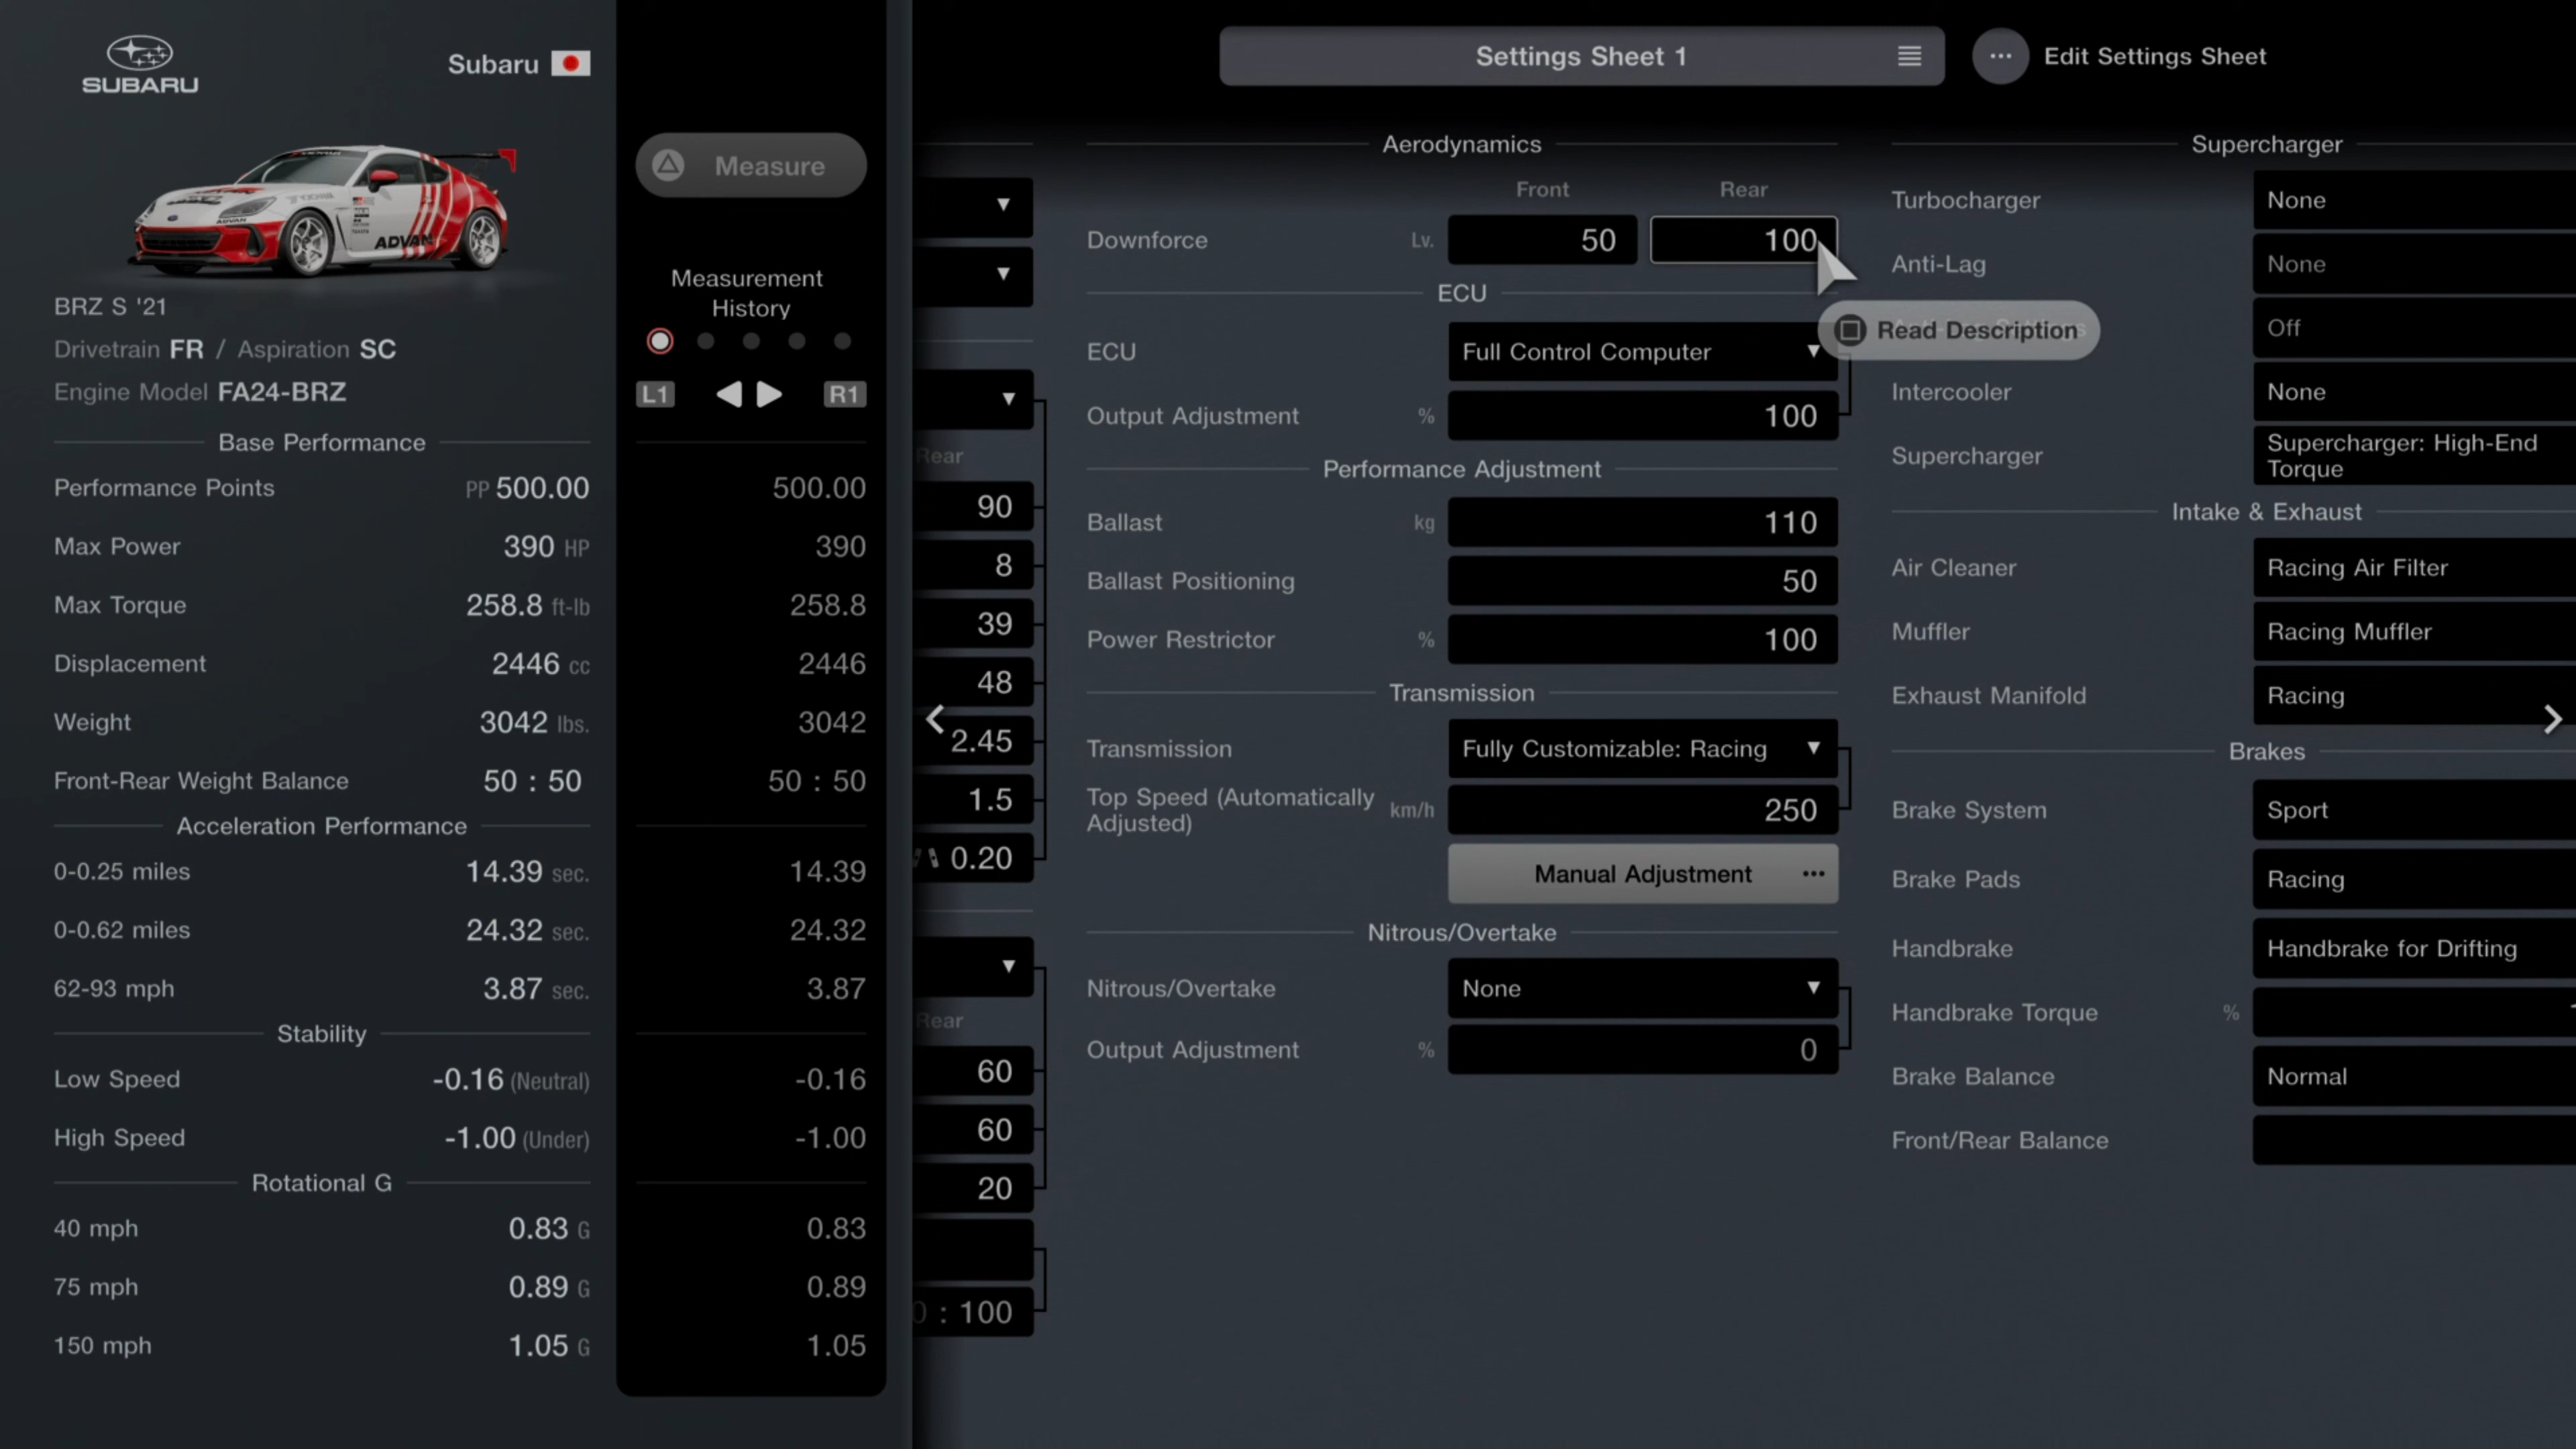 SUBARU
Subaru
BRZ S '21
Drivetrain FR / Aspiration SC
Engine Model FA24-BRZ
Base Performance
Performance Points PP 500.00
Max Power 390 HP
Max Torque 258.8 ft-lb
Displacement 2446 cc
Weight 3042 lbs.
Front-Rear Weight Balance 50 : 50
Acceleration Performance
0-0.25 miles 14.39 sec.
0-0.62 miles 24.32 sec.
62-93 mph 3.87 sec.
Stability
Low Speed -0.16 (Neutral)
High Speed -1.00 (Under)
Rotational G
40 mph 0.83 G
75 mph 0.89 G
150 mph 1.05 G
ADVAN
Measure
Measurement
History
L1 R1
500.00
390
258.8
2446
3042
50 : 50
14.39
24.32
3.87
-0.16
-1.00
0.83
0.89
1.05
Rear
90
8
39
48
2.45
1.5
0.20
Rear
60
60
20
0 : 100
Settings Sheet 1
Edit Settings Sheet
Aerodynamics
Front Rear
Downforce Lv. 50 100
ECU
ECU Full Control Computer
Output Adjustment % 100
Performance Adjustment
Ballast kg 110
Ballast Positioning 50
Power Restrictor % 100
Transmission
Transmission Fully Customizable: Racing
Top Speed (Automatically
Adjusted) km/h 250
Manual Adjustment
Nitrous/Overtake
Nitrous/Overtake None
Output Adjustment % 0
Supercharger
Turbocharger None
Anti-Lag None
Read Description
Off
Intercooler None
Supercharger Supercharger: High-End
Torque
Intake & Exhaust
Air Cleaner Racing Air Filter
Muffler Racing Muffler
Exhaust Manifold Racing
Brakes
Brake System Sport
Brake Pads Racing
Handbrake Handbrake for Drifting
Handbrake Torque %
Brake Balance Normal
Front/Rear Balance